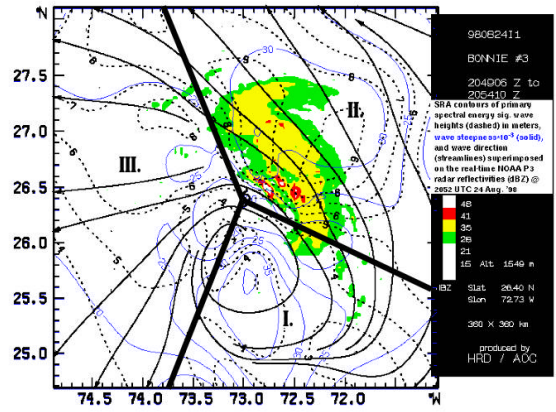 °N
27.5
27.0
26.5
26.0
25.5
25.0
74.5
74.0
73.5
73.0
72.5
72.0
°W
I.
II.
III.
980824I1
BONNIE #3
204906 Z to
205410 Z
SRA contours of primary
spectral energy sig. wave
heights (dashed) in meters,
wave steepness•10⁻³ (solid),
and wave direction
(streamlines) superimposed
on the real-time NOAA P3
radar reflectivities (dBZ) @
2052 UTC 24 Aug. '98
48
41
35
28
21
15 Alt 1549 m
DBZ Slat 26.40 N
Slon 72.73 W
360 X 360 km
produced by
HRD / AOC